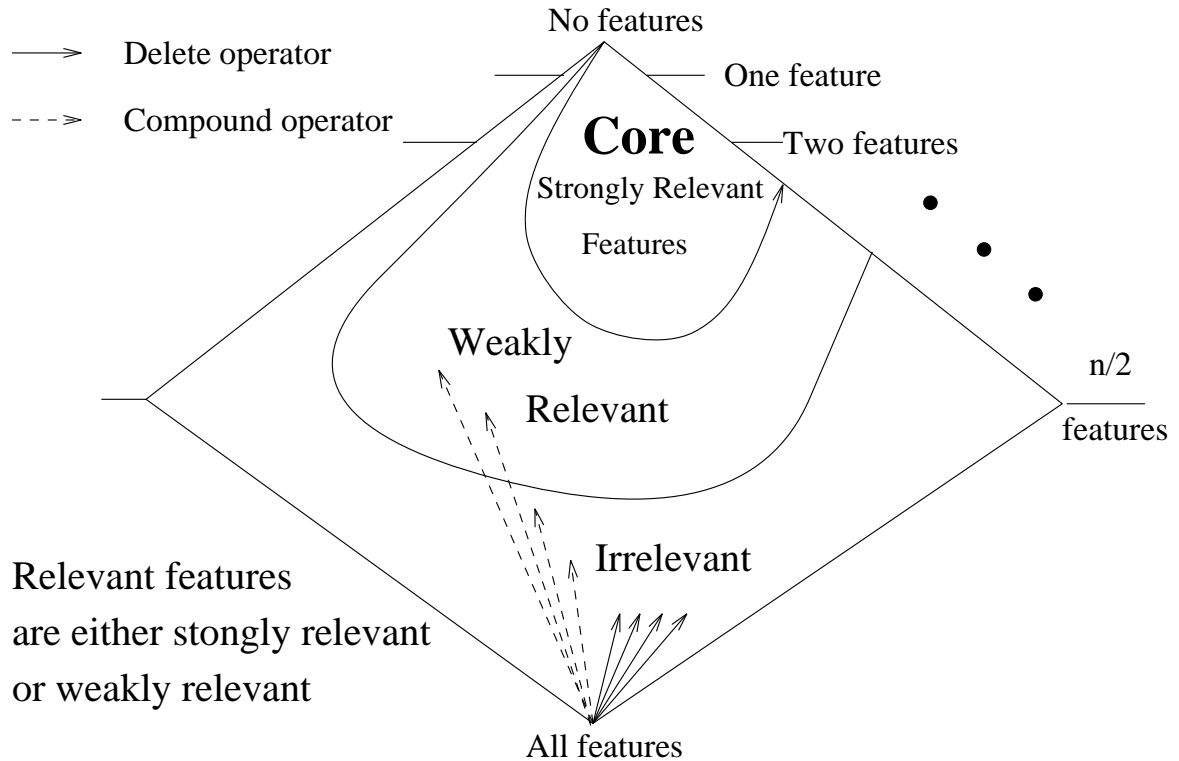 No features
Delete operator
One feature
Compound operator
Core
Two features
Strongly Relevant
Features
Weakly
n/2
Relevant
features
Irrelevant
Relevant features
are either stongly relevant
or weakly relevant
All features